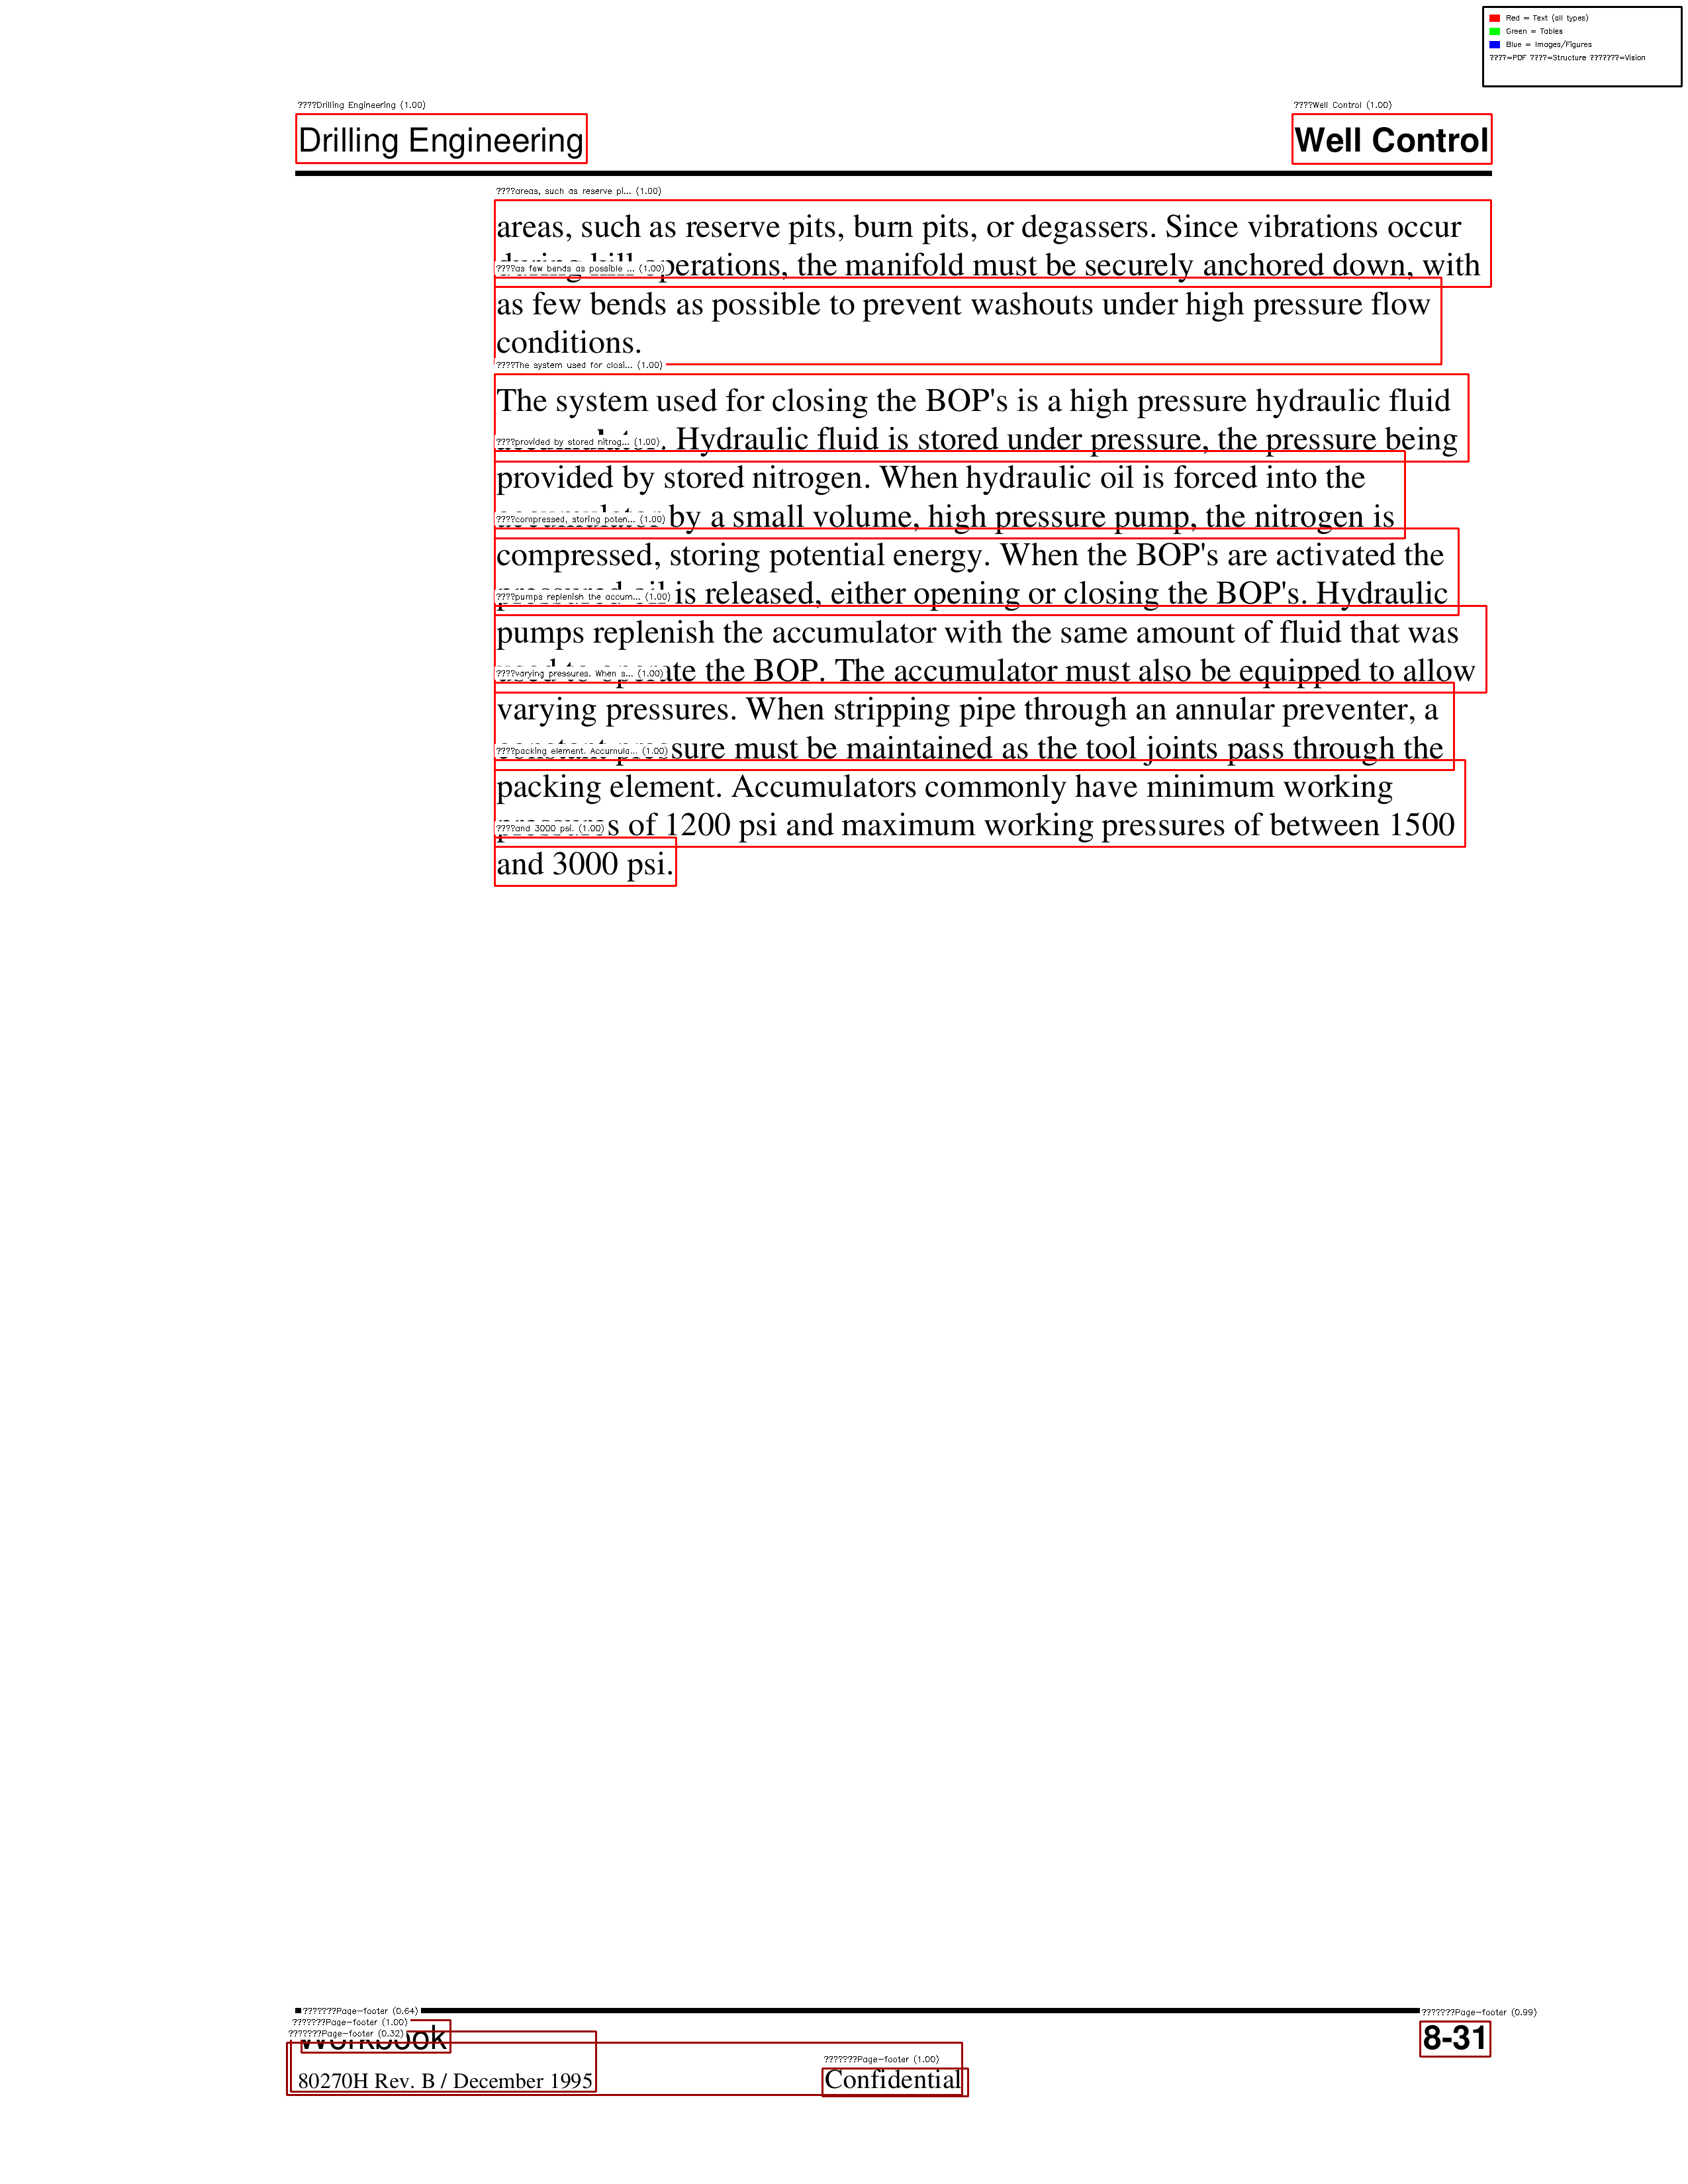 Red = Text (all types)
Green = Tables
Blue = Images/Figures
????=PDF ????=Structure ???????=Vision
????Drilling Engineering (1.00)
????Well Control (1.00)
Drilling Engineering
Well Control
????areas, such as reserve pi... (1.00)
areas, such as reserve pits, burn pits, or degassers. Since vibrations occur
????as few bends as possible ... (1.00)
during kill operations, the manifold must be securely anchored down, with
as few bends as possible to prevent washouts under high pressure flow
conditions.
????The system used for closi... (1.00)
The system used for closing the BOP's is a high pressure hydraulic fluid
????provided by stored nitrog... (1.00)
. Hydraulic fluid is stored under pressure, the pressure being
provided by stored nitrogen. When hydraulic oil is forced into the
????compressed, storing poten... (1.00)
by a small volume, high pressure pump, the nitrogen is
compressed, storing potential energy. When the BOP's are activated the
????pumps replenish the accum... (1.00)
pressured oil is released, either opening or closing the BOP's. Hydraulic
pumps replenish the accumulator with the same amount of fluid that was
????varying pressures. When s... (1.00)
used to operate the BOP. The accumulator must also be equipped to allow
varying pressures. When stripping pipe through an annular preventer, a
????packing element. Accumula... (1.00)
constant pressure must be maintained as the tool joints pass through the
packing element. Accumulators commonly have minimum working
????and 3000 psi. (1.00)
pressures of 1200 psi and maximum working pressures of between 1500
and 3000 psi.
???????Page-footer (0.64)
???????Page-footer (0.99)
???????Page-footer (1.00)
???????Page-footer (0.32)
Workbook
8-31
???????Page-footer (1.00)
80270H Rev. B / December 1995
Confidential